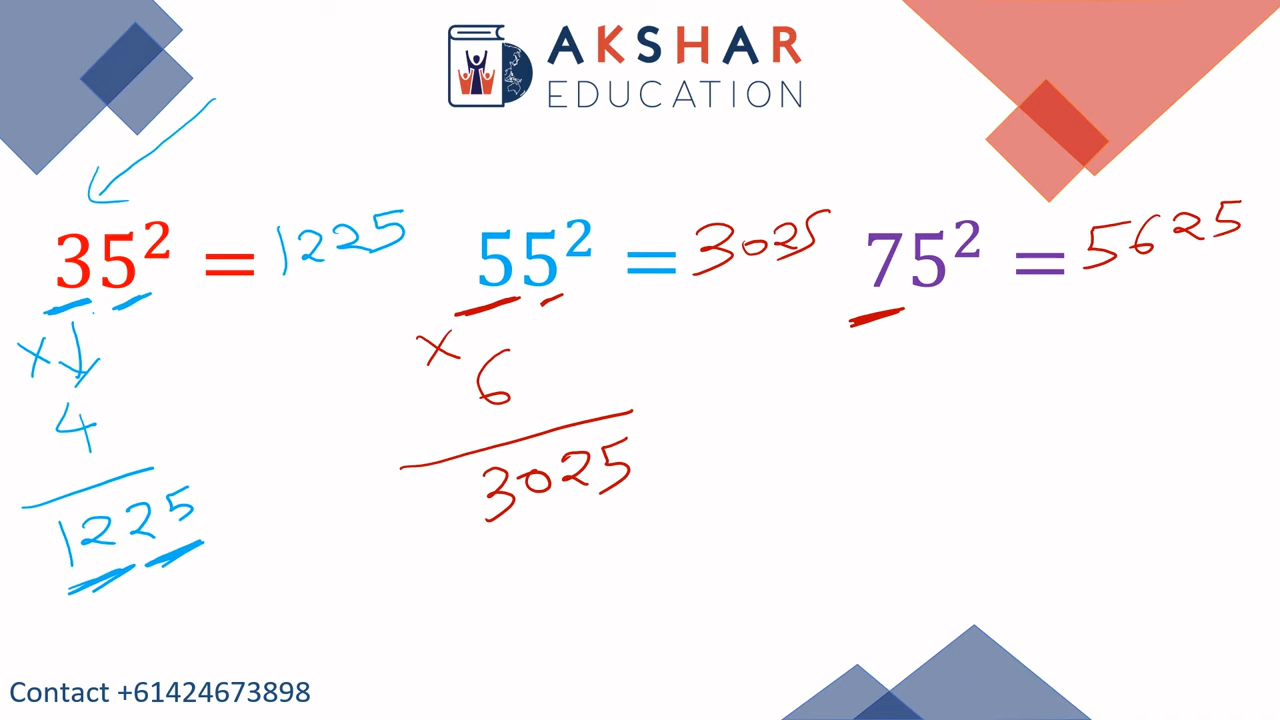 AKSHAR
EDUCATION
35² = 1225
55² = 3025
75² = 5625
× 4
1225
× 6
3025
Contact +61424673898